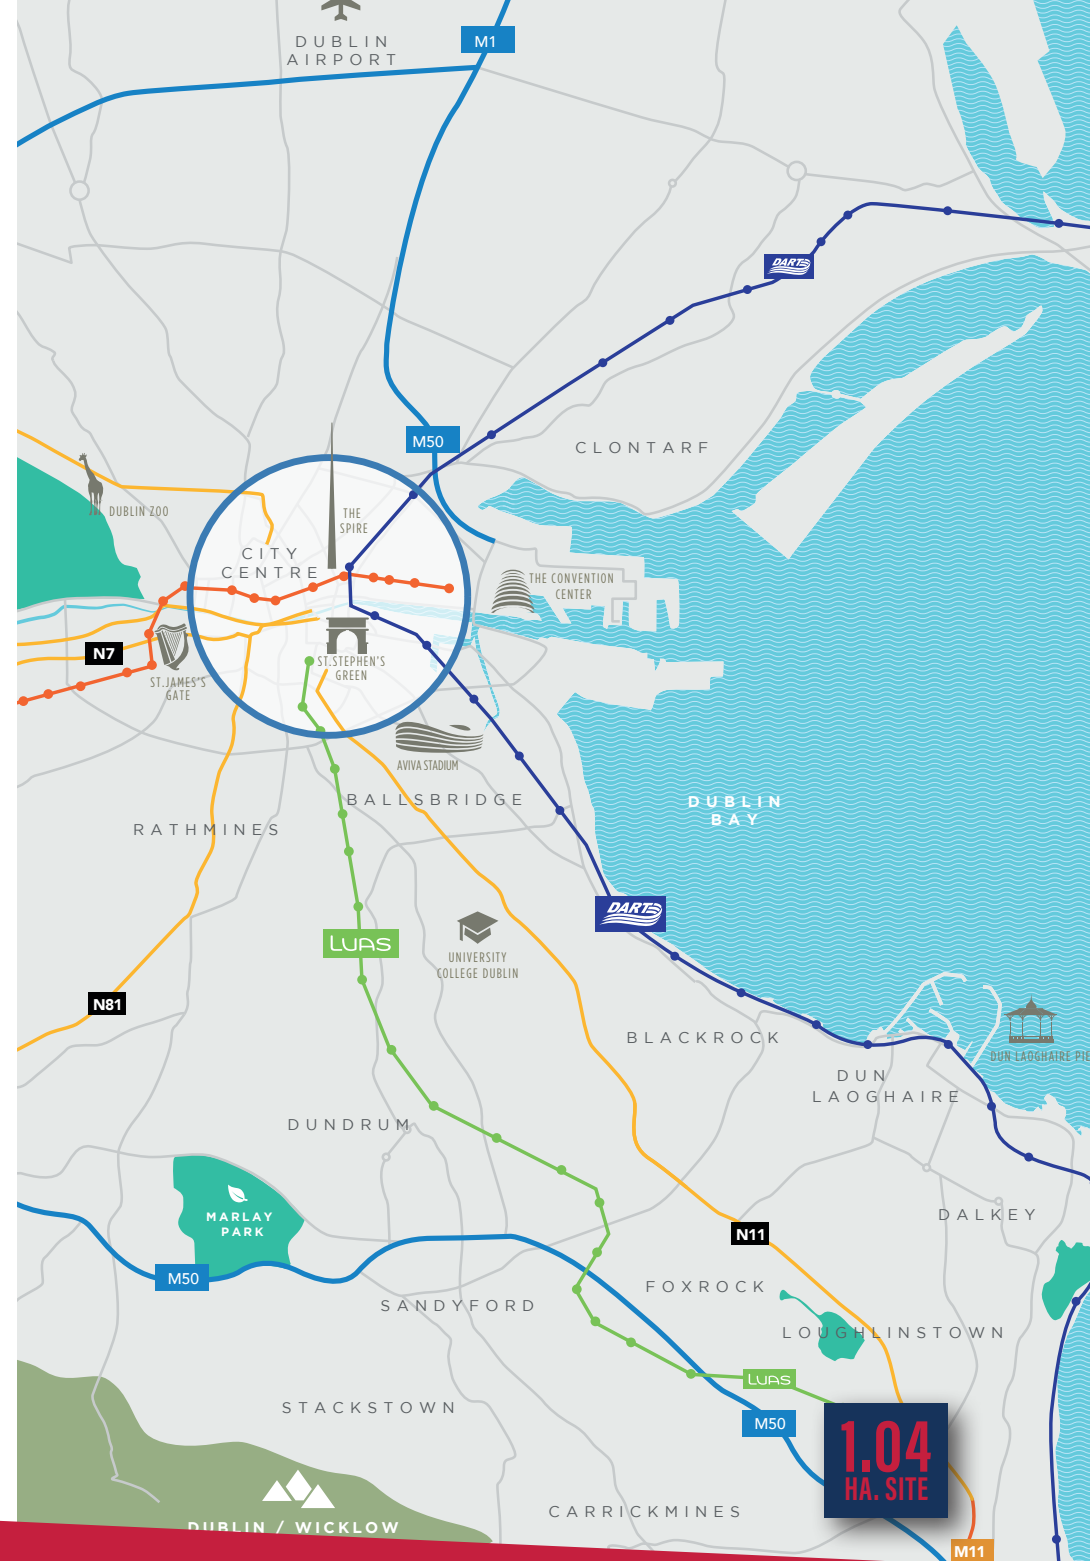 DUBLIN
AIRPORT
M1
DART
M50
CLONTARF
DUBLIN ZOO
THE
SPIRE
CITY
CENTRE
THE CONVENTION
CENTER
N7
ST.JAMES'S
GATE
ST.STEPHEN'S
GREEN
AVIVA STADIUM
BALLSBRIDGE
DUBLIN
BAY
RATHMINES
DART
LUAS
UNIVERSITY
COLLEGE DUBLIN
N81
BLACKROCK
DUN LAOGHAIRE PIE
DUN
LAOGHAIRE
DUNDRUM
MARLAY
PARK
DALKEY
N11
M50
FOXROCK
SANDYFORD
LOUGHLINSTOWN
LUAS
STACKSTOWN
M50
1.04
HA. SITE
CARRICKMINES
DUBLIN / WICKLOW
M11